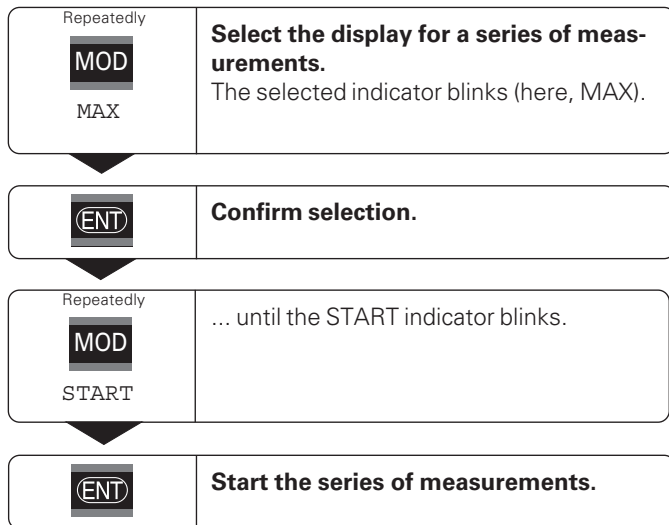 Repeatedly
MOD
MAX
Select the display for a series of meas-
urements.
The selected indicator blinks (here, MAX).
ENT
Confirm selection.
Repeatedly
MOD
START
... until the START indicator blinks.
ENT
Start the series of measurements.